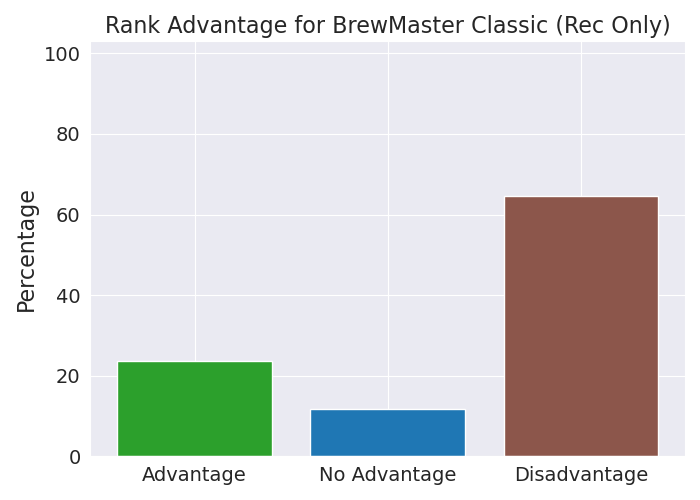 Rank Advantage for BrewMaster Classic (Rec Only)
100
80
60
40
20
0
Percentage
Advantage
No Advantage
Disadvantage